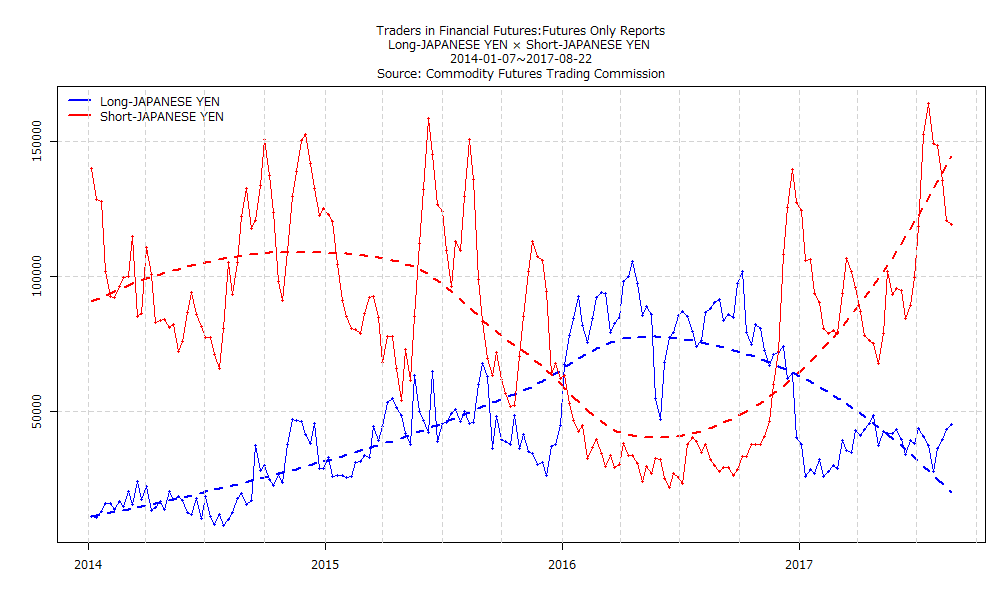 Traders in Financial Futures:Futures Only Reports
Long-JAPANESE YEN × Short-JAPANESE YEN
2014-01-07~2017-08-22
Source: Commodity Futures Trading Commission
Long-JAPANESE YEN
Short-JAPANESE YEN
150000
100000
50000
2014 2015 2016 2017